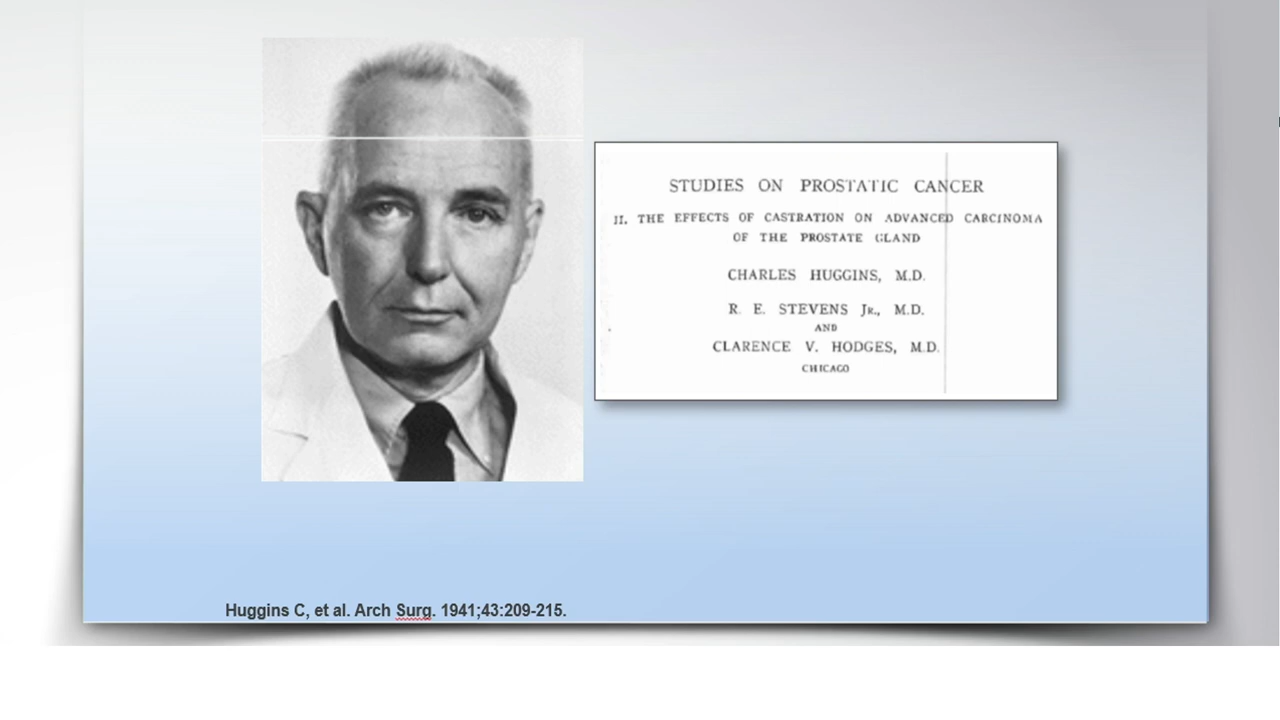 STUDIES ON PROSTATIC CANCER
II. THE EFFECTS OF CASTRATION ON ADVANCED CARCINOMA
OF THE PROSTATE GLAND
CHARLES HUGGINS, M.D.
R. E. STEVENS JR., M.D.
AND
CLARENCE V. HODGES, M.D.
CHICAGO
Huggins C, et al. Arch Surg. 1941;43:209-215.